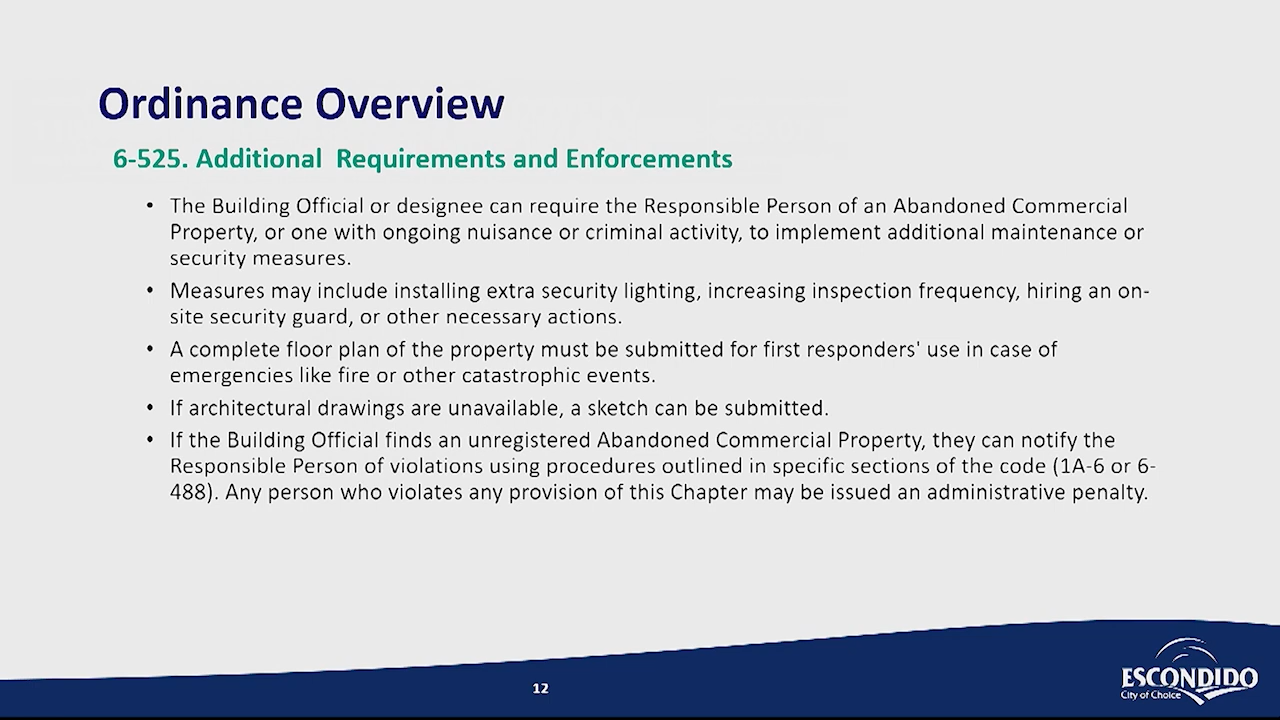 Ordinance Overview
6-525. Additional  Requirements and Enforcements
• The Building Official or designee can require the Responsible Person of an Abandoned Commercial
Property, or one with ongoing nuisance or criminal activity, to implement additional maintenance or
security measures.
• Measures may include installing extra security lighting, increasing inspection frequency, hiring an on-
site security guard, or other necessary actions.
• A complete floor plan of the property must be submitted for first responders' use in case of
emergencies like fire or other catastrophic events.
• If architectural drawings are unavailable, a sketch can be submitted.
• If the Building Official finds an unregistered Abandoned Commercial Property, they can notify the
Responsible Person of violations using procedures outlined in specific sections of the code (1A-6 or 6-
488). Any person who violates any provision of this Chapter may be issued an administrative penalty.
12
ESCONDIDO
City of Choice